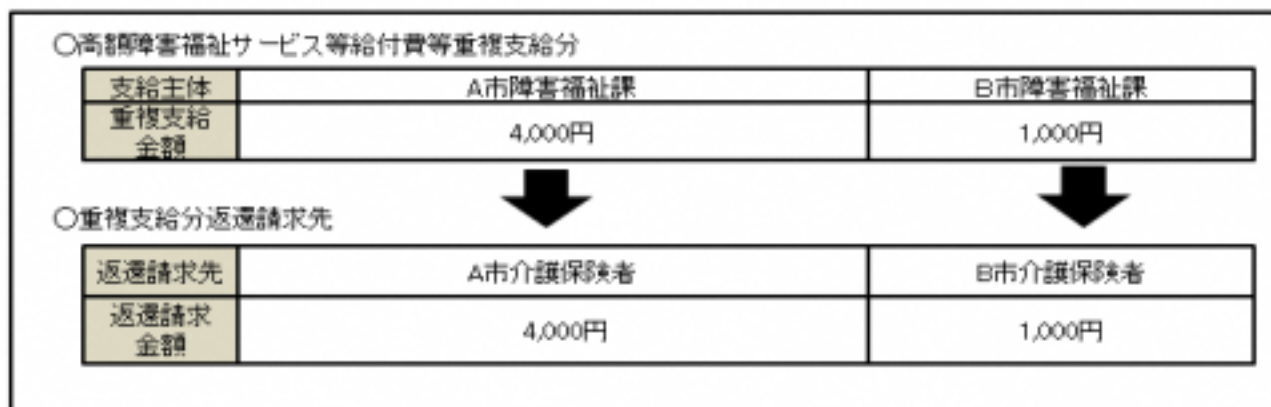 ○高額障害福祉サービス等給付費等重複支給分
支給主体 A市障害福祉課 B市障害福祉課
重複支給
金額 4,000円 1,000円
○重複支給分返還請求先
返還請求先 A市介護保険者 B市介護保険者
返還請求
金額 4,000円 1,000円